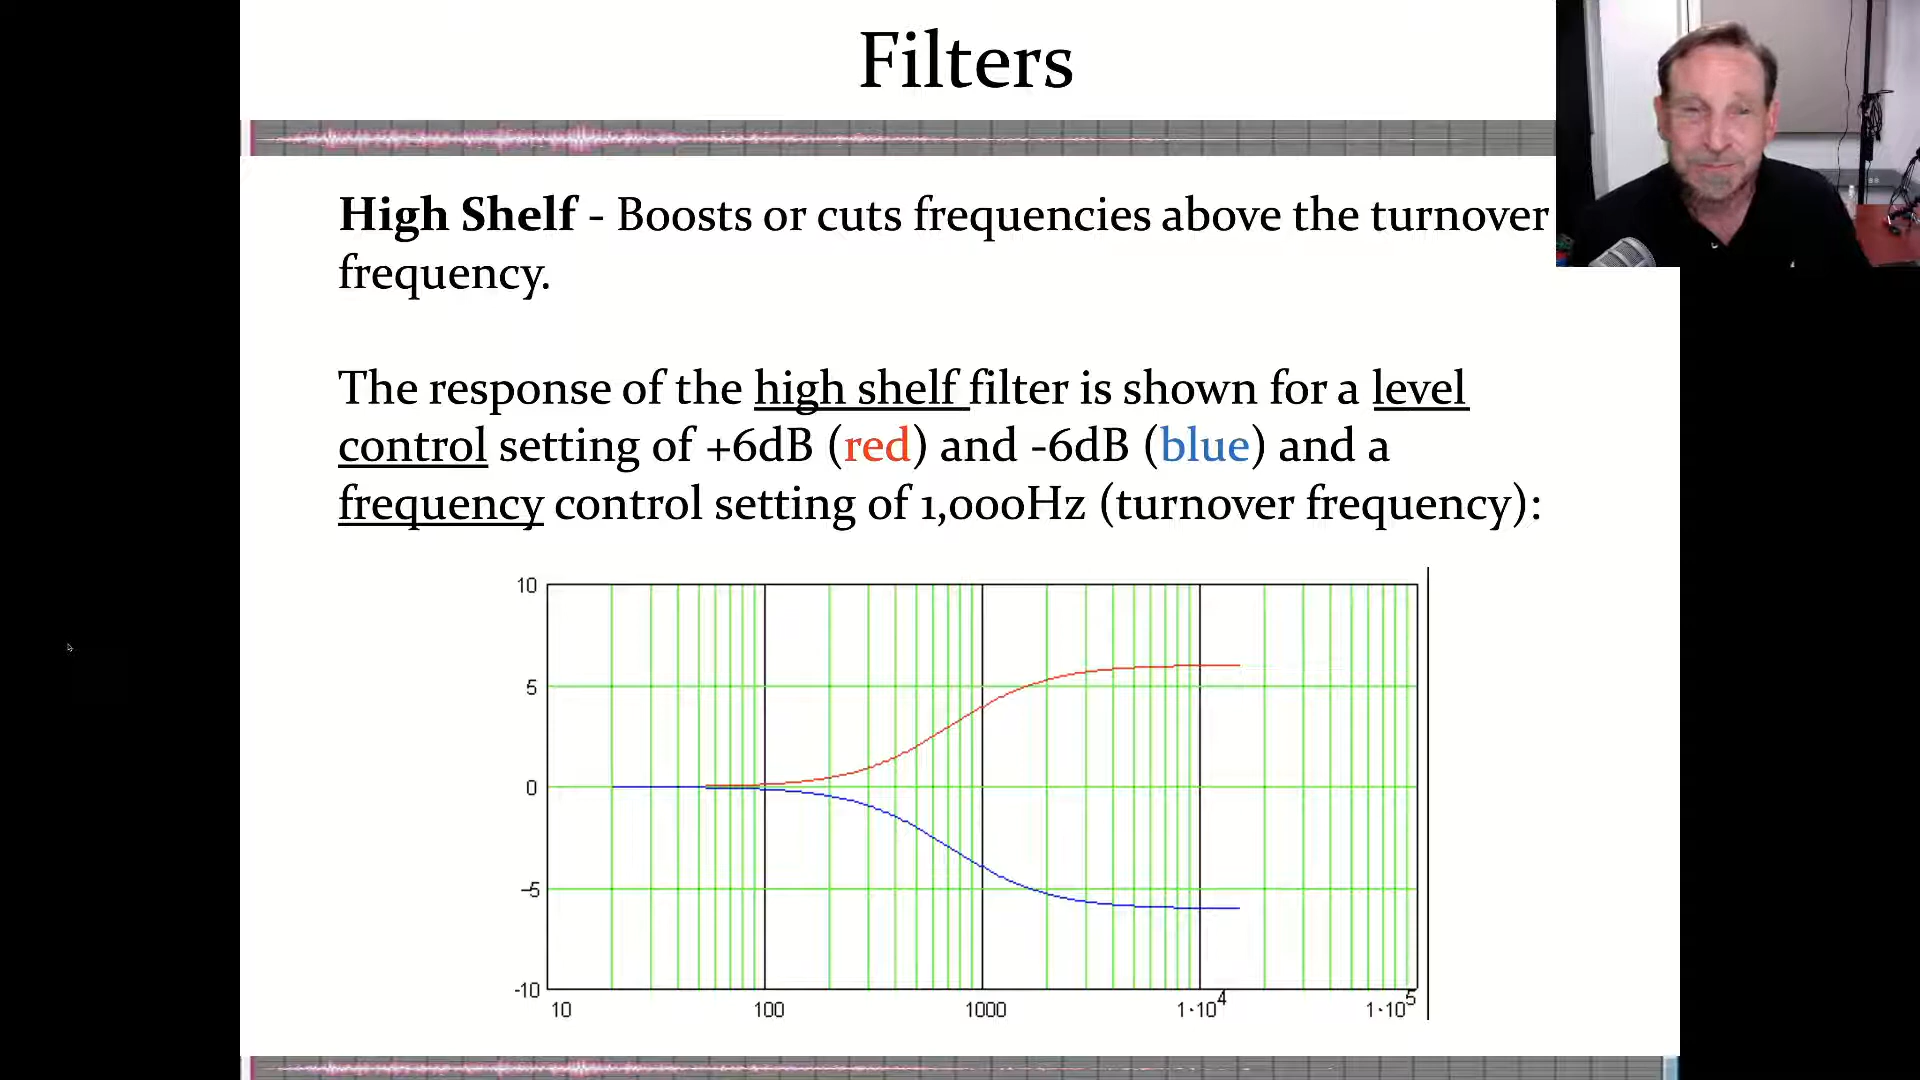 Filters
High Shelf - Boosts or cuts frequencies above the turnover
frequency.
The response of the high shelf filter is shown for a level
control setting of +6dB (red) and -6dB (blue) and a
frequency control setting of 1,000Hz (turnover frequency):
10
5
0
-5
-10
10 100 1000 1·10⁴ 1·10⁵